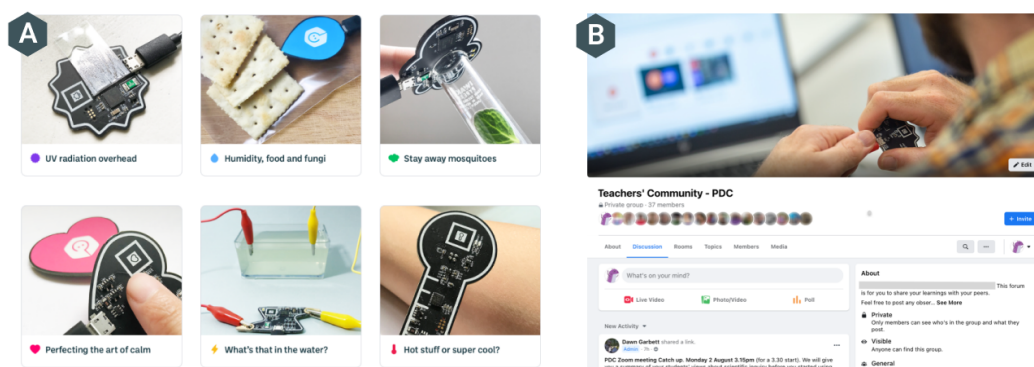 A
UV radiation overhead
Humidity, food and fungi
Stay away mosquitoes
Perfecting the art of calm
What's that in the water?
Hot stuff or super cool?
B
Edit
Teachers' Community - PDC
Private group · 37 members
+ Invite
About Discussion Rooms Topics Members Media
What's on your mind?
Live Video Photo/Video Poll
New Activity
Dawn Garbett shared a link.
Admin · 7h ·
PDC Zoom meeting Catch up. Monday 2 August 3.15pm (for a 3.30 start). We will give
About
This forum
is for you to share your learnings with your peers.
Feel free to post any obser... See More
Private
Only members can see who's in the group and what they
post.
Visible
Anyone can find this group.
General